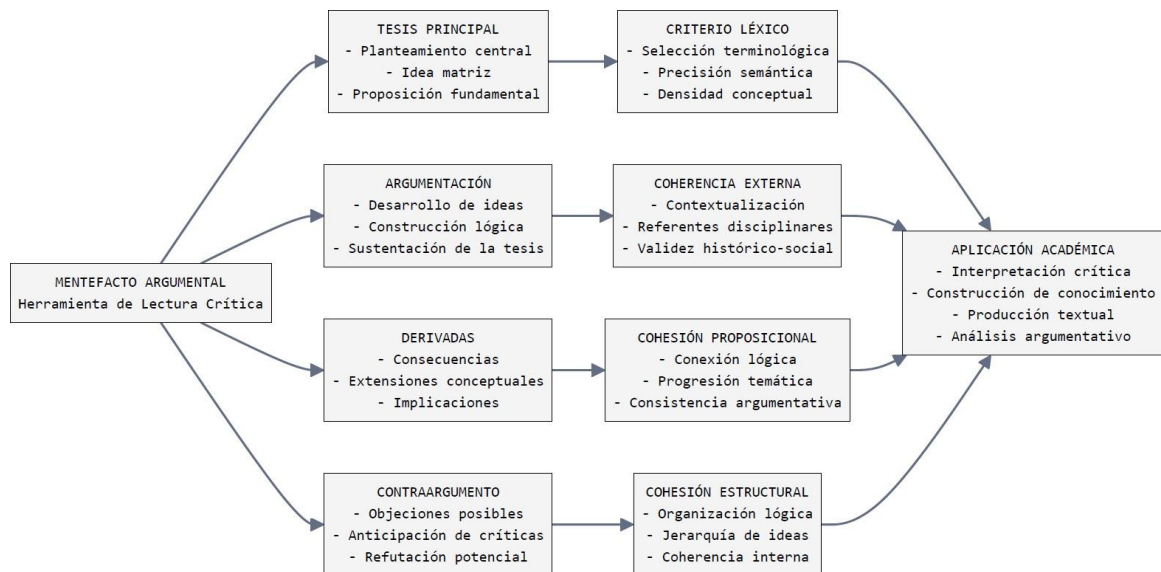 MENTEFACTO ARGUMENTAL
Herramienta de Lectura Crítica
TESIS PRINCIPAL
- Planteamiento central
- Idea matriz
- Proposición fundamental
CRITERIO LÉXICO
- Selección terminológica
- Precisión semántica
- Densidad conceptual
ARGUMENTACIÓN
- Desarrollo de ideas
- Construcción lógica
- Sustentación de la tesis
COHERENCIA EXTERNA
- Contextualización
- Referentes disciplinares
- Validez histórico-social
DERIVADAS
- Consecuencias
- Extensiones conceptuales
- Implicaciones
COHESIÓN PROPOSICIONAL
- Conexión lógica
- Progresión temática
- Consistencia argumentativa
CONTRAARGUMENTO
- Objeciones posibles
- Anticipación de críticas
- Refutación potencial
COHESIÓN ESTRUCTURAL
- Organización lógica
- Jerarquía de ideas
- Coherencia interna
APLICACIÓN ACADÉMICA
- Interpretación crítica
- Construcción de conocimiento
- Producción textual
- Análisis argumentativo